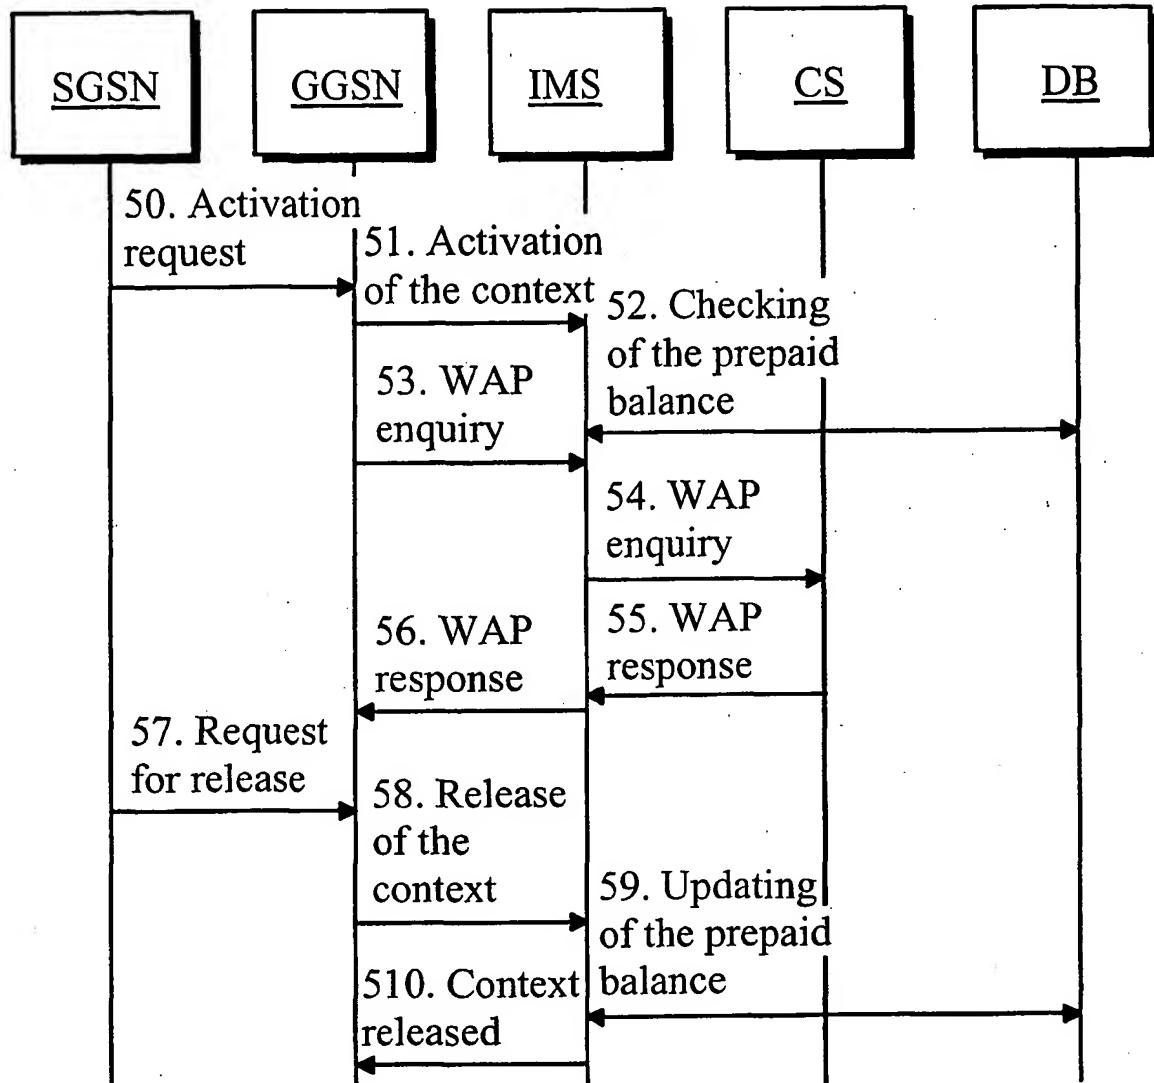 SGSN
GGSN
IMS
CS
DB
50. Activation
request
51. Activation
of the context
52. Checking
of the prepaid
balance
53. WAP
enquiry
54. WAP
enquiry
55. WAP
response
56. WAP
response
57. Request
for release
58. Release
of the
context
59. Updating
of the prepaid
balance
510. Context
released